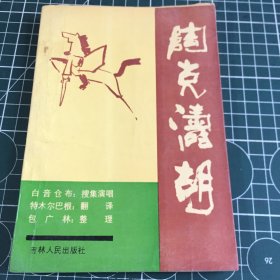 陶克涛胡
白音仓布：搜集演唱
特木尔巴根：翻 译
包 广 林：整 理
吉林人民出版社
26